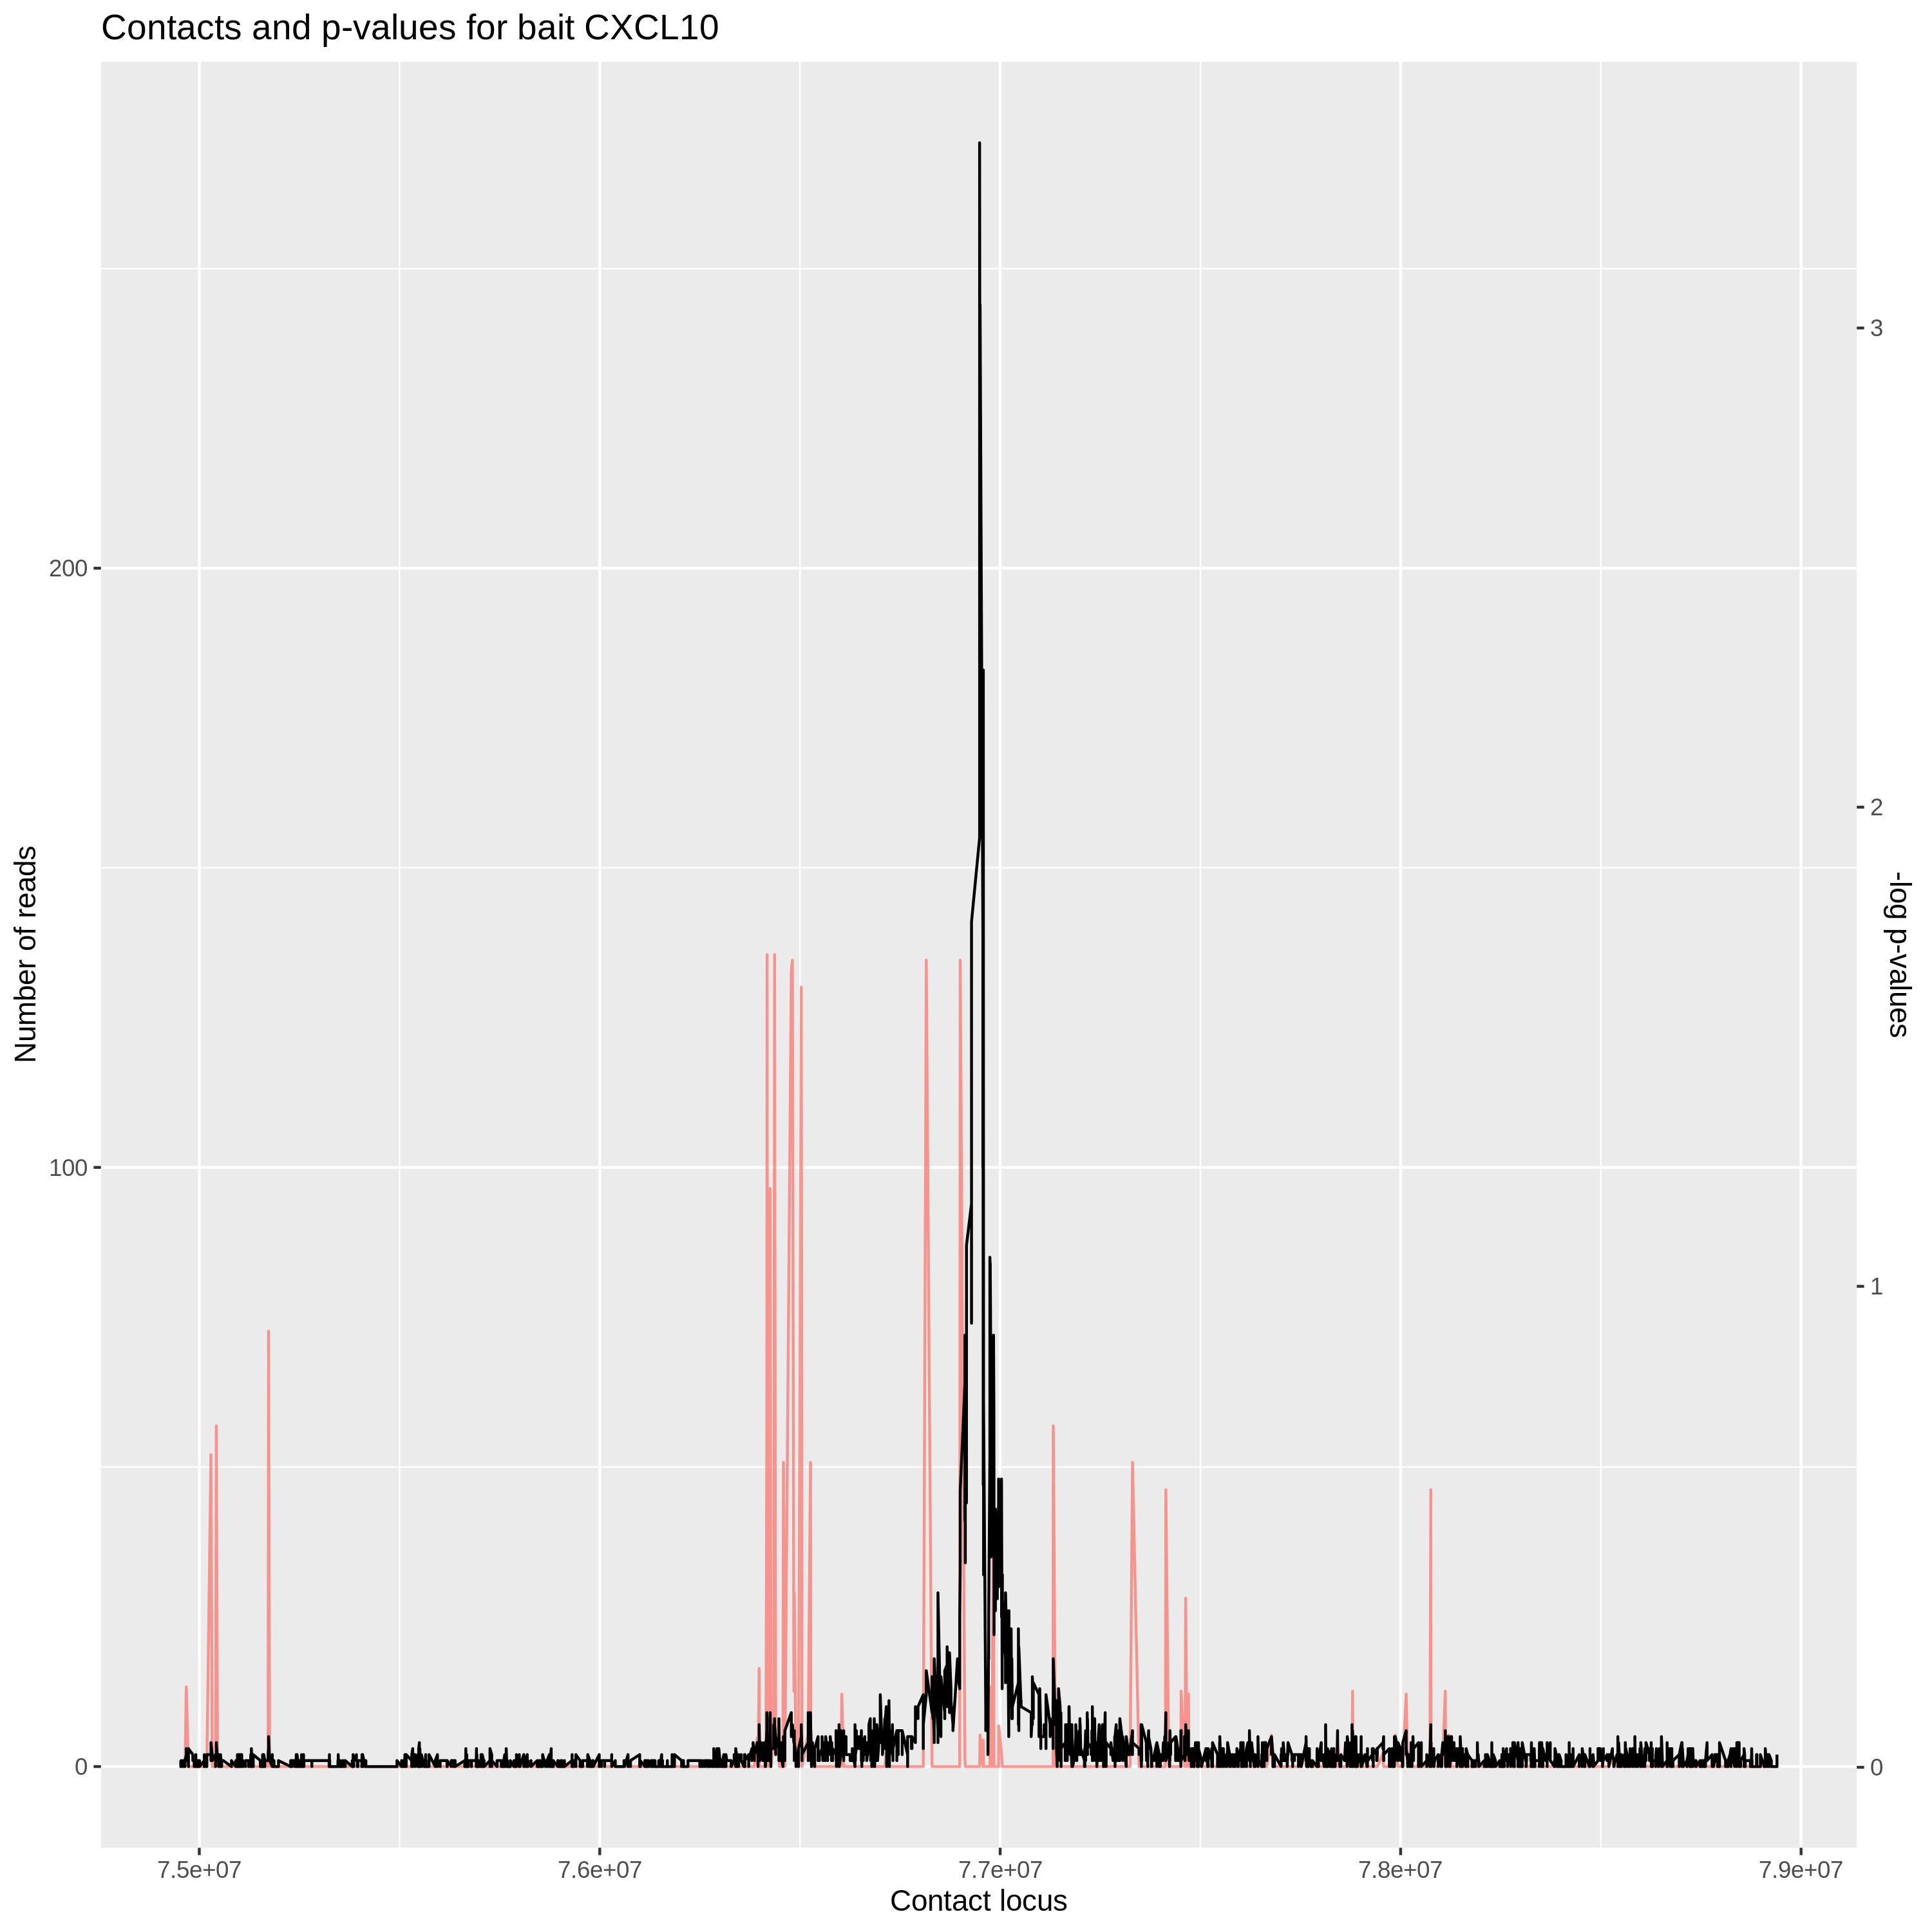 Contacts and p-values for bait CXCL10
Number of reads
200
100
0
3
2
1
0
-log p-values
7.5e+07
7.6e+07
7.7e+07
7.8e+07
7.9e+07
Contact locus